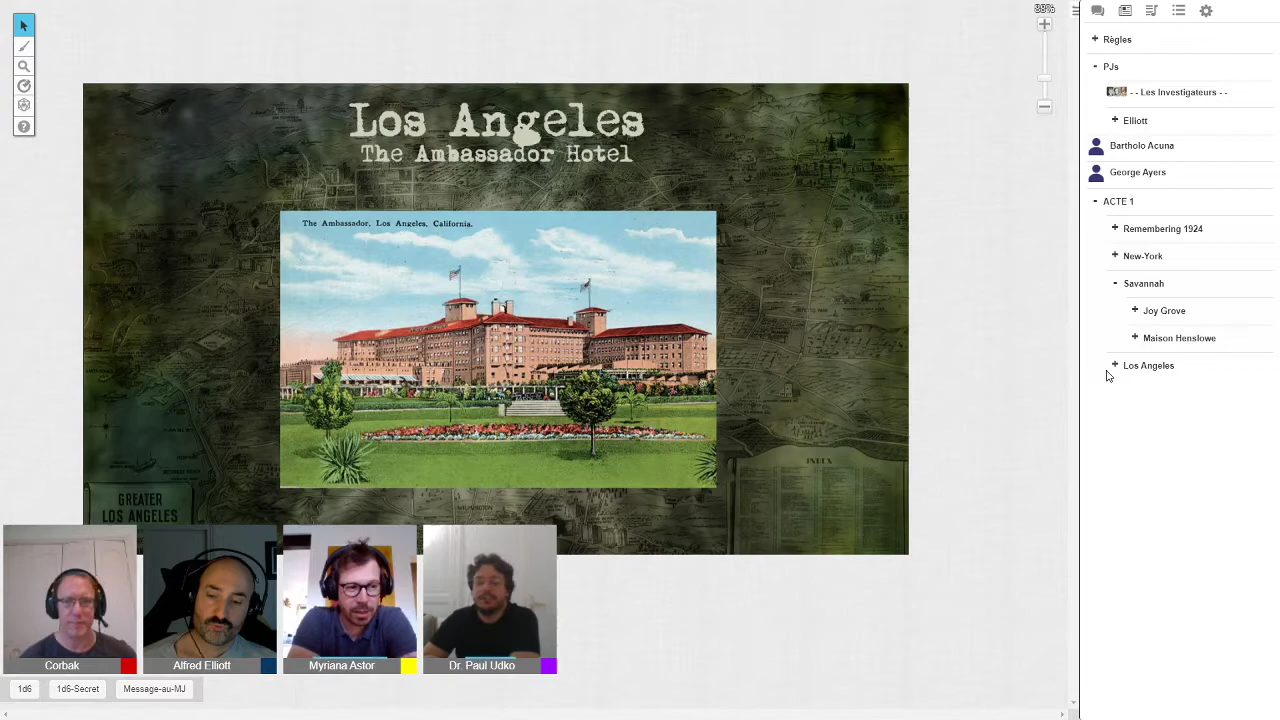 88%
Los Angeles
The Ambassador Hotel
The Ambassador, Los Angeles, California.
INDEX
GREATER
LOS ANGELES
WILMINGTON
Corbak
Alfred Elliott
Myriana Astor
Dr. Paul Udko
1d6
1d6-Secret
Message-au-MJ
Règles
PJs
- - Les Investigateurs - -
Elliott
Bartholo Acuna
George Ayers
ACTE 1
Remembering 1924
New-York
Savannah
Joy Grove
Maison Henslowe
Los Angeles